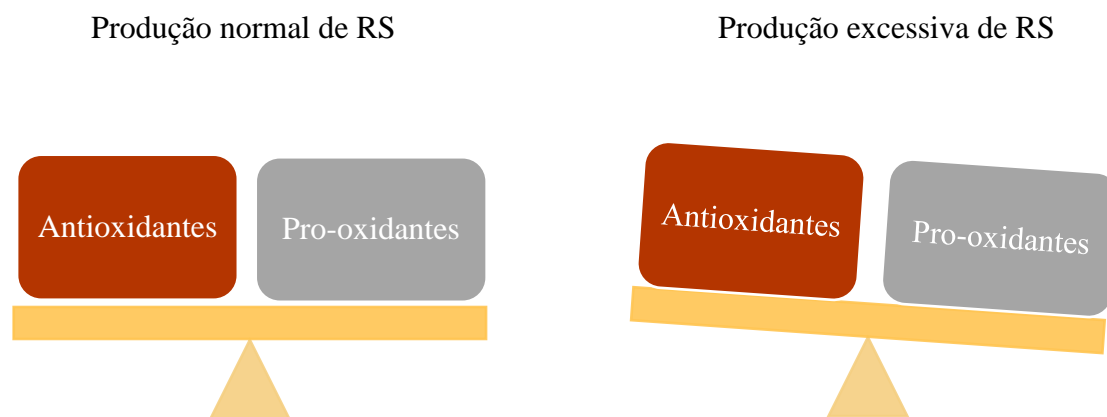 Produção normal de RS
Produção excessiva de RS
Antioxidantes
Pro-oxidantes
Antioxidantes
Pro-oxidantes